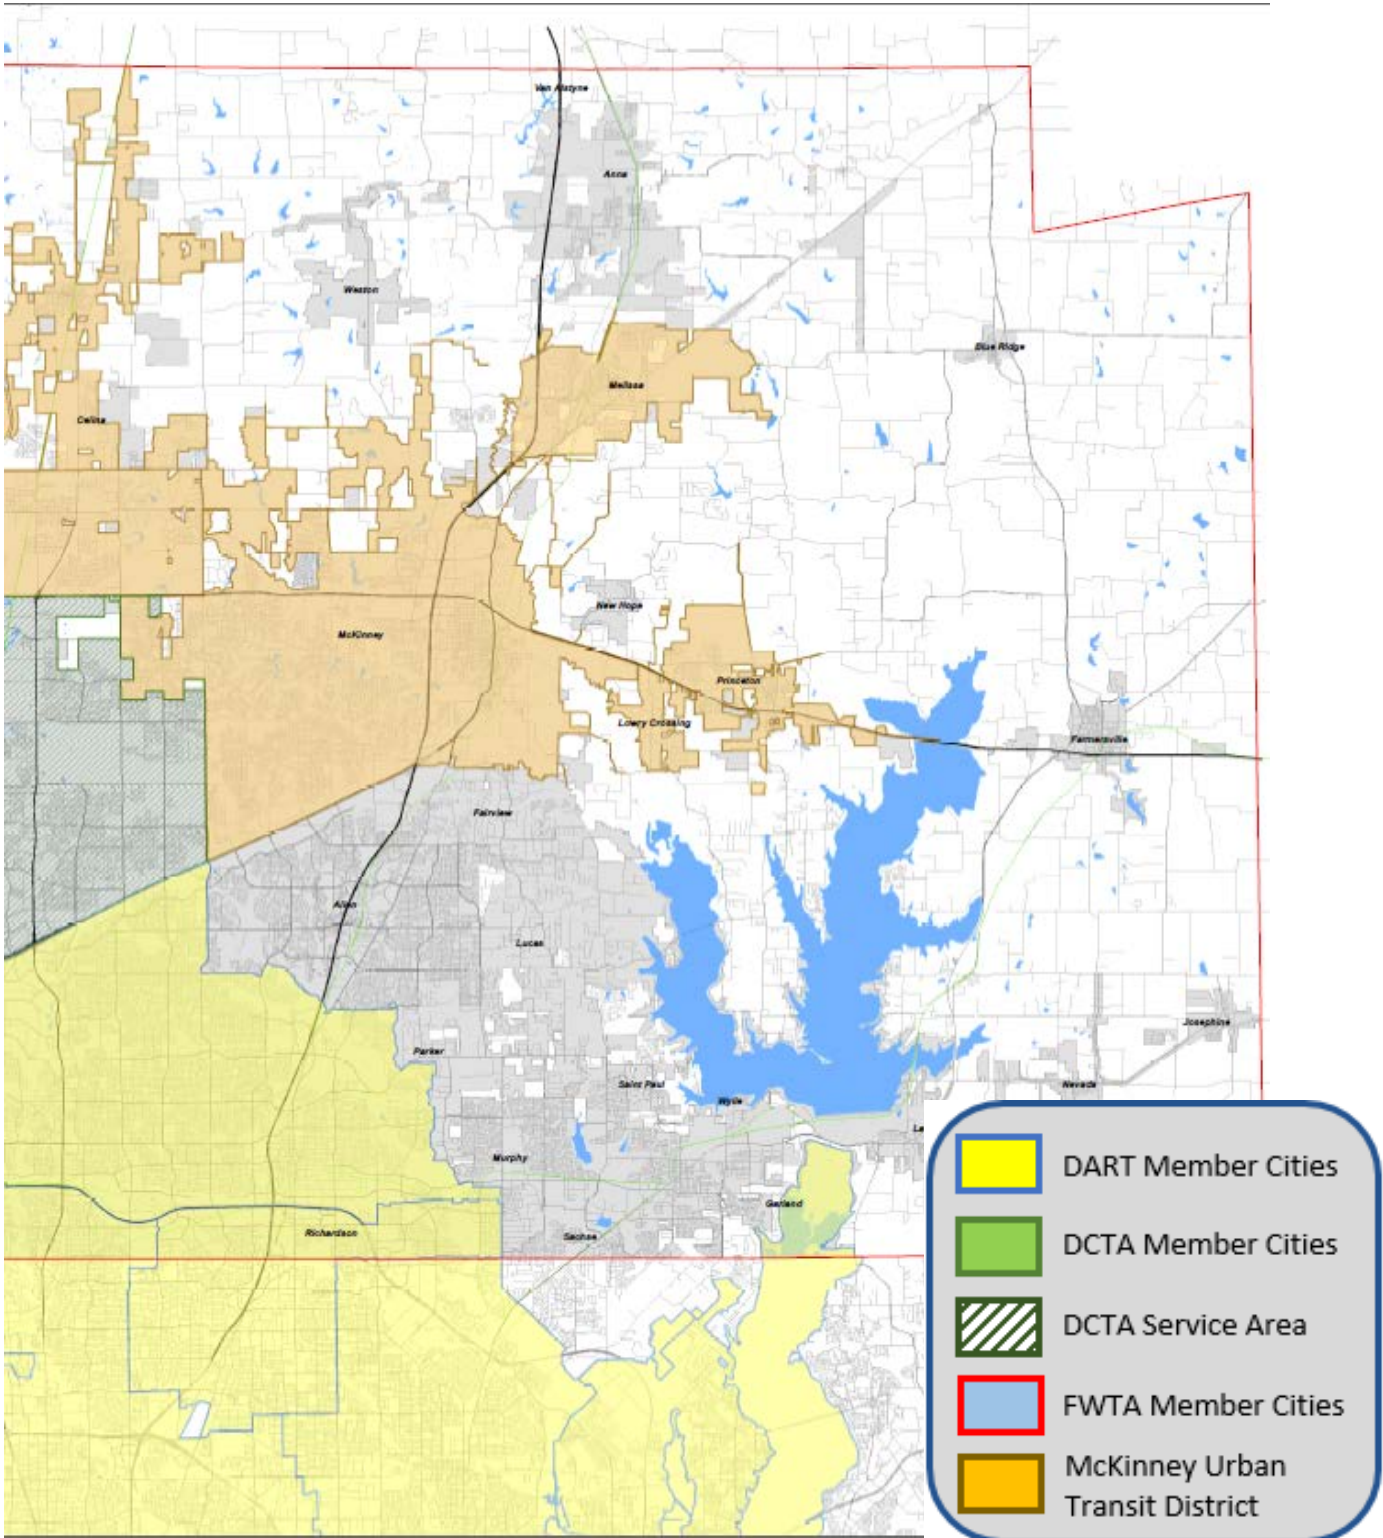 Van Alstyne
Anna
Weston
Blue Ridge
Melissa
Celina
New Hope
McKinney
Princeton
Lowry Crossing
Farmersville
Fairview
Allen
Lucas
Josephine
Parker
Saint Paul
Nevada
Wylie
La
Murphy
Garland
Richardson
Sachse
DART Member Cities
DCTA Member Cities
DCTA Service Area
FWTA Member Cities
McKinney Urban
Transit District